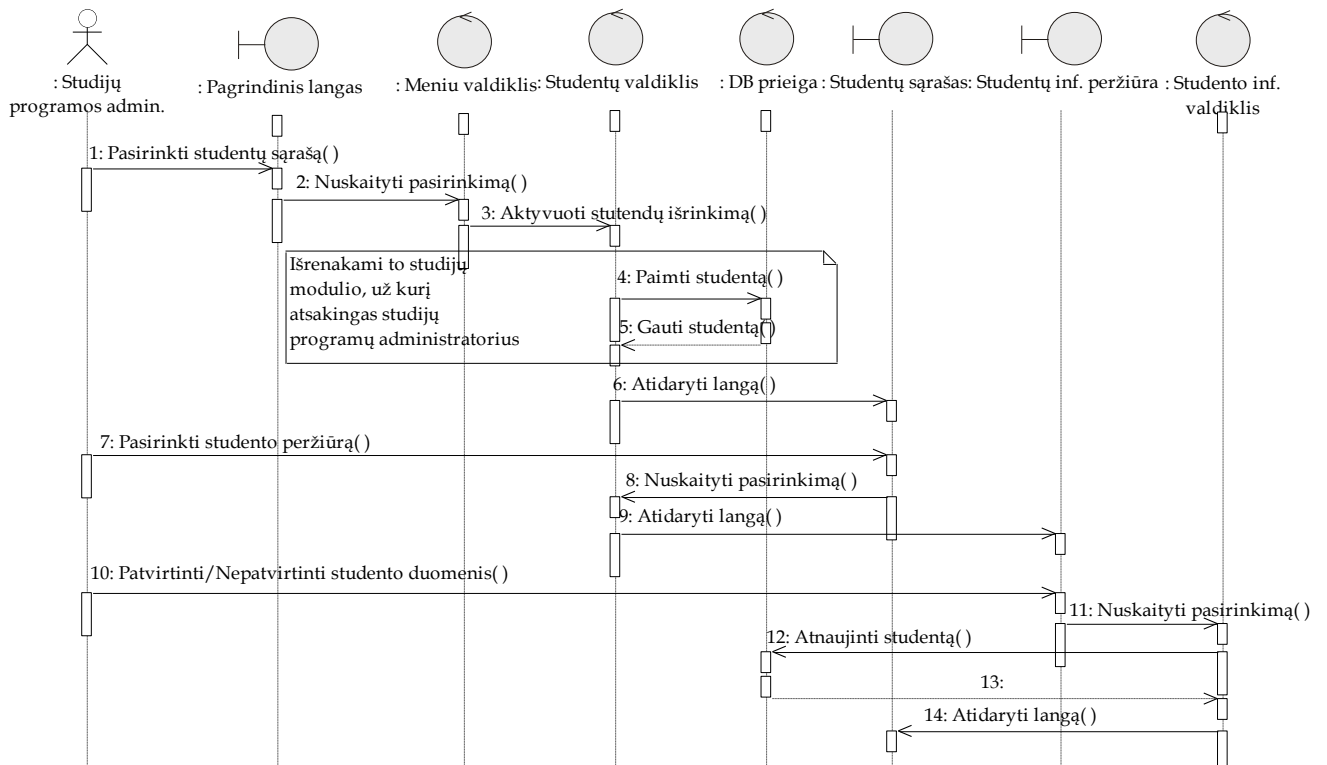 : Studijų
programos admin.
: Pagrindinis langas
: Meniu valdiklis
: Studentų valdiklis
: DB prieiga
: Studentų sąrašas
: Studentų inf. peržiūra
: Studento inf.
valdiklis
1: Pasirinkti studentų sąrašą( )
2: Nuskaityti pasirinkimą( )
3: Aktyvuoti stutendų išrinkimą( )
Išrenakami to studijų
modulio, už kurį
atsakingas studijų
programų administratorius
4: Paimti studentą( )
5: Gauti studentą( )
6: Atidaryti langą( )
7: Pasirinkti studento peržiūrą( )
8: Nuskaityti pasirinkimą( )
9: Atidaryti langą( )
10: Patvirtinti/Nepatvirtinti studento duomenis( )
11: Nuskaityti pasirinkimą( )
12: Atnaujinti studentą( )
13:
14: Atidaryti langą( )